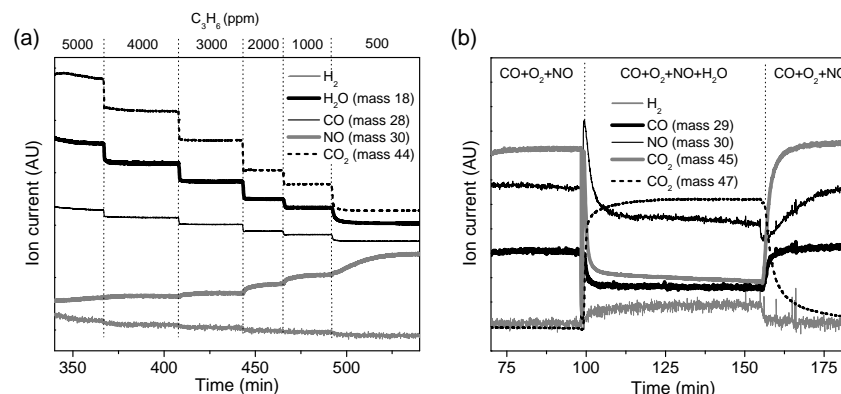 (a)
C₃H₆ (ppm)
5000 4000 3000 2000 1000 500
H₂
H₂O (mass 18)
CO (mass 28)
NO (mass 30)
CO₂ (mass 44)
Ion current (AU)
350 400 450 500
Time (min)
(b)
CO+O₂+NO CO+O₂+NO+H₂O CO+O₂+NO
H₂
CO (mass 29)
NO (mass 30)
CO₂ (mass 45)
CO₂ (mass 47)
Ion current (AU)
75 100 125 150 175
Time (min)